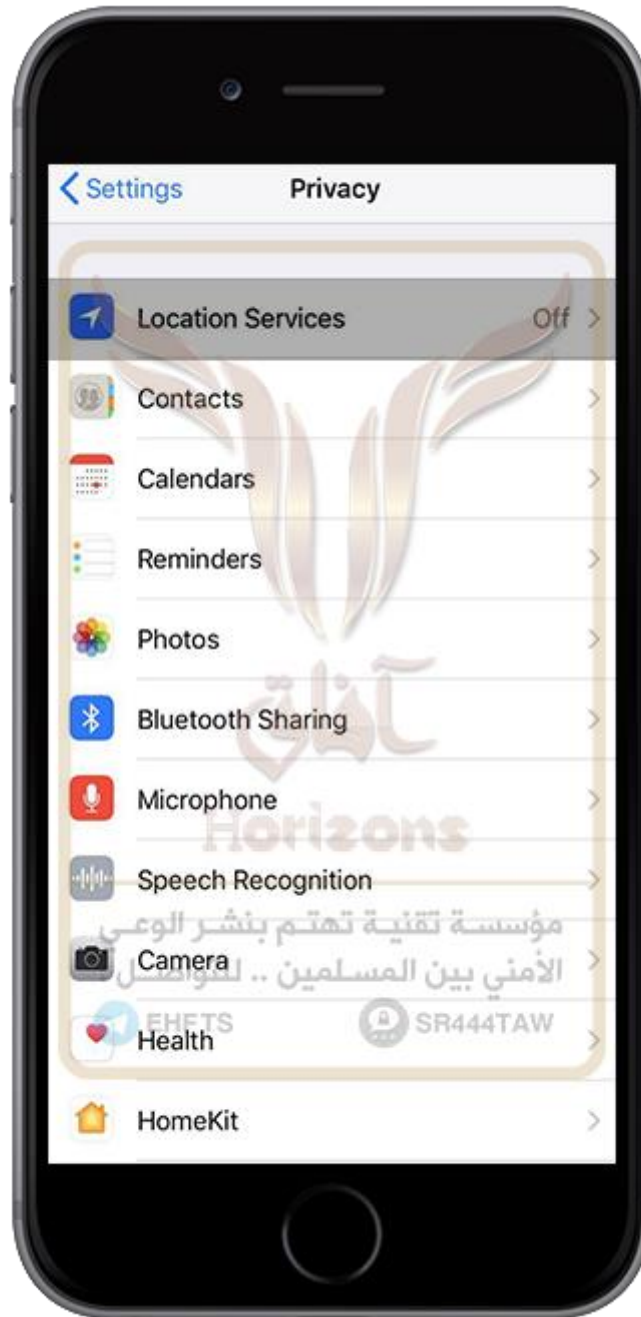 Settings
Privacy
Location Services
Off
Contacts
Calendars
Reminders
Photos
Bluetooth Sharing
آفاق
Microphone
Horizons
Speech Recognition
مؤسسة تقنية تهتم بنشر الوعي
Camera
الأمني بين المسلمين .. للتواصل
EHFTS
SR444TAW
Health
HomeKit